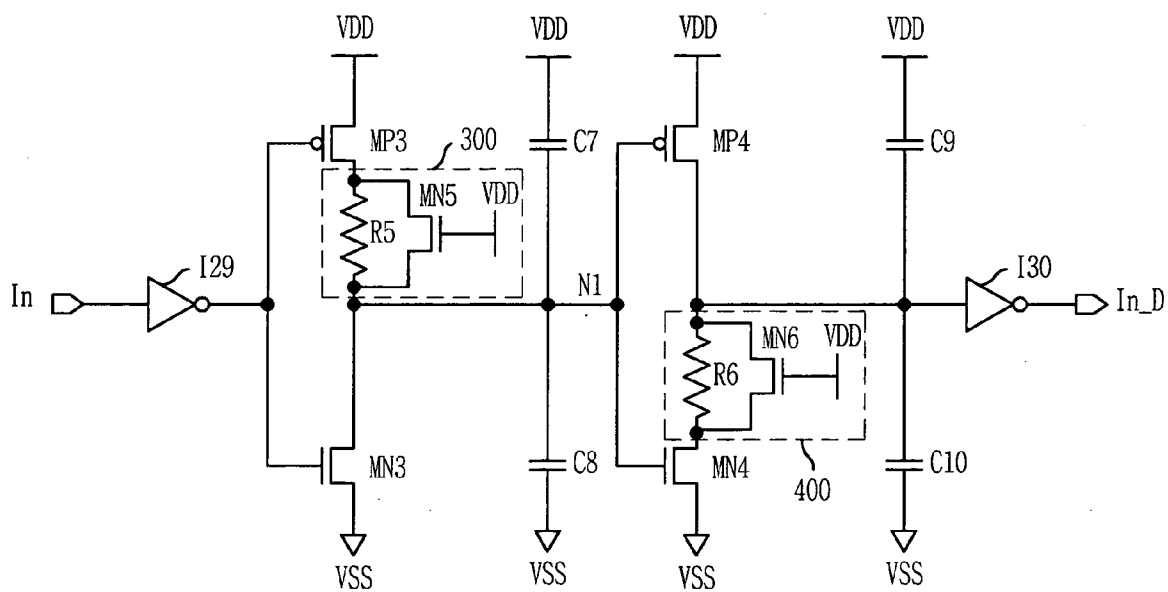 VDD VDD VDD VDD
MP3 300 C7 MP4 C9
MN5 VDD
R5
I29 I30
In N1 In_D
MN6 VDD
R6
MN3 C8 MN4 400 C10
VSS VSS VSS VSS